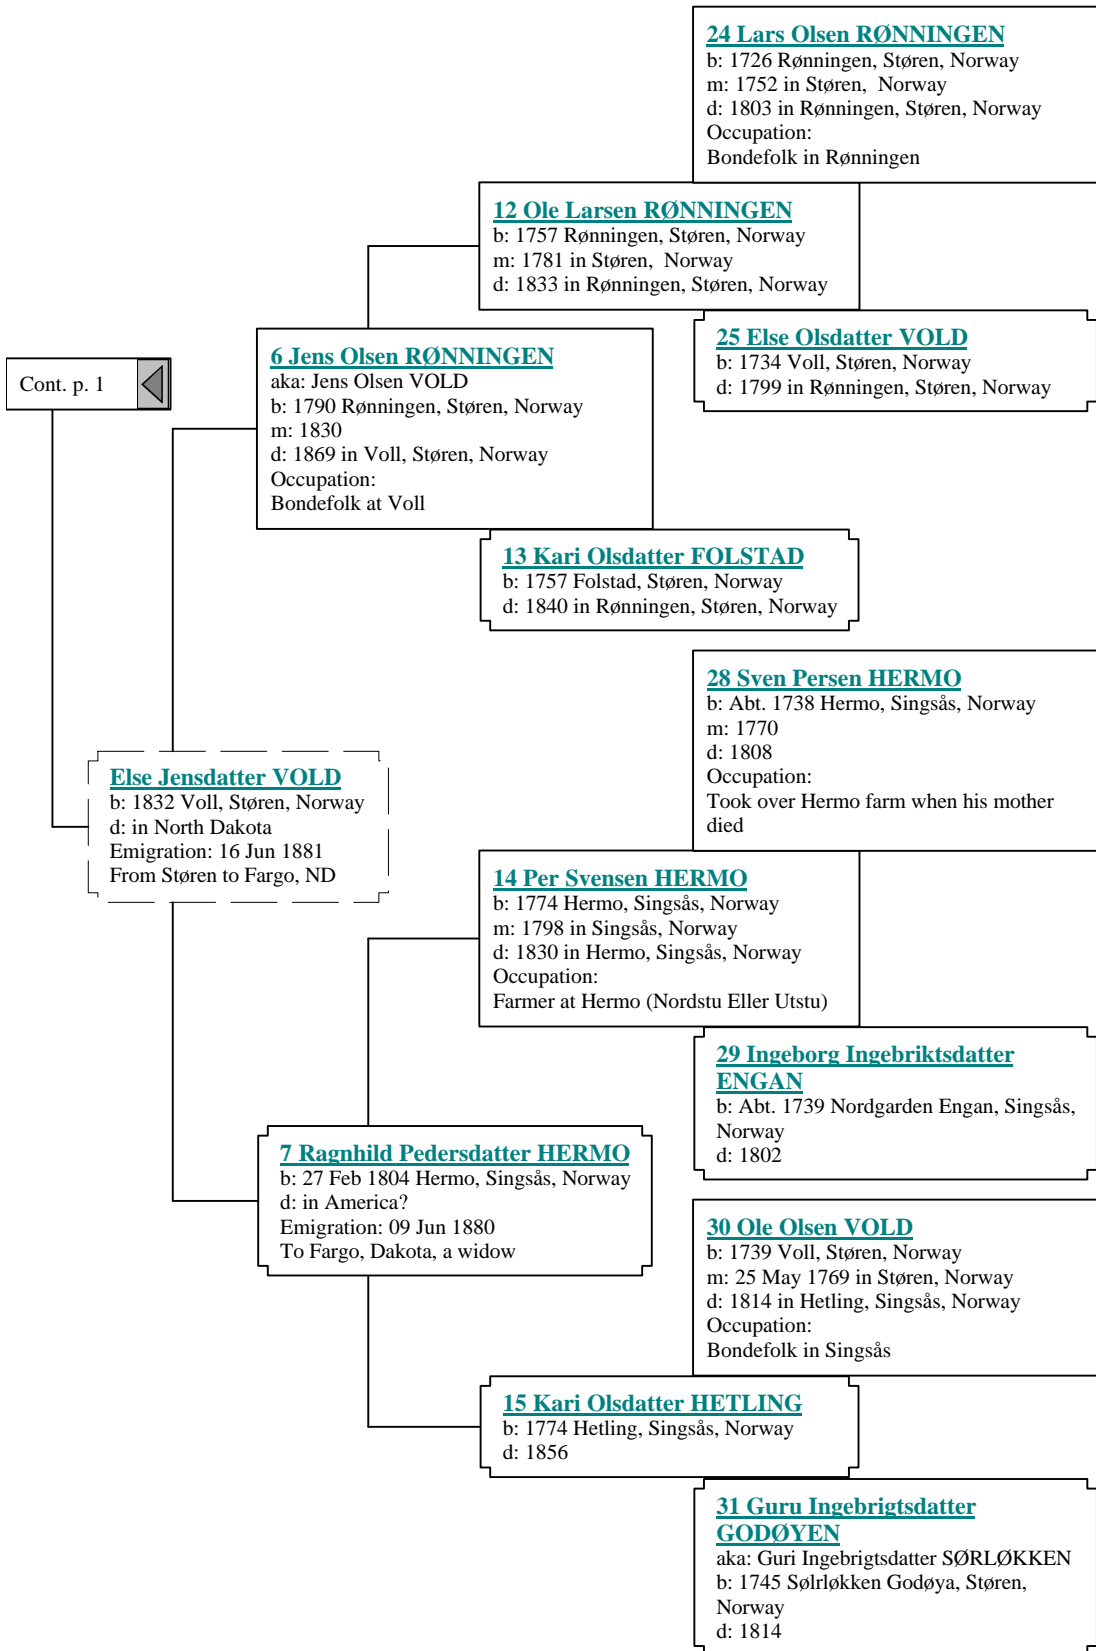 24 Lars Olsen RØNNINGEN
b: 1726 Rønningen, Støren, Norway
m: 1752 in Støren,  Norway
d: 1803 in Rønningen, Støren, Norway
Occupation:
Bondefolk in Rønningen
12 Ole Larsen RØNNINGEN
b: 1757 Rønningen, Støren, Norway
m: 1781 in Støren,  Norway
d: 1833 in Rønningen, Støren, Norway
25 Else Olsdatter VOLD
b: 1734 Voll, Støren, Norway
d: 1799 in Rønningen, Støren, Norway
6 Jens Olsen RØNNINGEN
aka: Jens Olsen VOLD
b: 1790 Rønningen, Støren, Norway
m: 1830
d: 1869 in Voll, Støren, Norway
Occupation:
Bondefolk at Voll
Cont. p. 1
13 Kari Olsdatter FOLSTAD
b: 1757 Folstad, Støren, Norway
d: 1840 in Rønningen, Støren, Norway
28 Sven Persen HERMO
b: Abt. 1738 Hermo, Singsås, Norway
m: 1770
d: 1808
Occupation:
Took over Hermo farm when his mother
died
Else Jensdatter VOLD
b: 1832 Voll, Støren, Norway
d: in North Dakota
Emigration: 16 Jun 1881
From Støren to Fargo, ND
14 Per Svensen HERMO
b: 1774 Hermo, Singsås, Norway
m: 1798 in Singsås, Norway
d: 1830 in Hermo, Singsås, Norway
Occupation:
Farmer at Hermo (Nordstu Eller Utstu)
29 Ingeborg Ingebriktsdatter
ENGAN
b: Abt. 1739 Nordgarden Engan, Singsås,
Norway
d: 1802
7 Ragnhild Pedersdatter HERMO
b: 27 Feb 1804 Hermo, Singsås, Norway
d: in America?
Emigration: 09 Jun 1880
To Fargo, Dakota, a widow
30 Ole Olsen VOLD
b: 1739 Voll, Støren, Norway
m: 25 May 1769 in Støren, Norway
d: 1814 in Hetling, Singsås, Norway
Occupation:
Bondefolk in Singsås
15 Kari Olsdatter HETLING
b: 1774 Hetling, Singsås, Norway
d: 1856
31 Guru Ingebrigtsdatter
GODØYEN
aka: Guri Ingebrigtsdatter SØRLØKKEN
b: 1745 Sølrløkken Godøya, Støren,
Norway
d: 1814